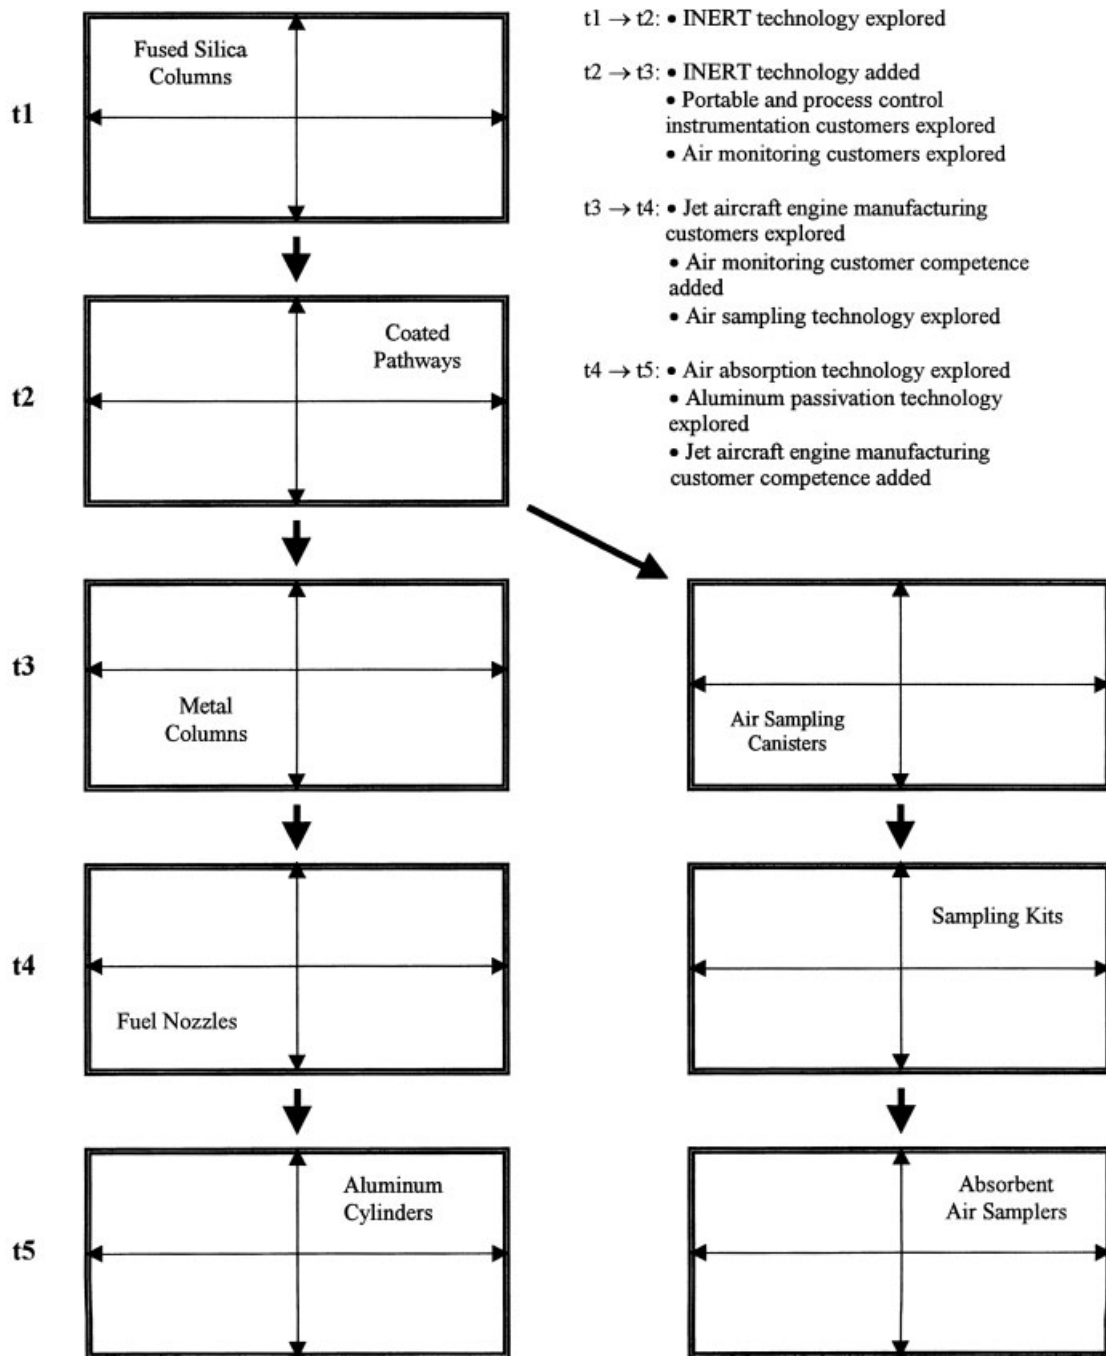 t1
Fused Silica
Columns
t1 → t2: • INERT technology explored
t2 → t3: • INERT technology added
• Portable and process control
instrumentation customers explored
• Air monitoring customers explored
t3 → t4: • Jet aircraft engine manufacturing
customers explored
• Air monitoring customer competence
added
• Air sampling technology explored
t4 → t5: • Air absorption technology explored
• Aluminum passivation technology
explored
• Jet aircraft engine manufacturing
customer competence added
t2
Coated
Pathways
t3
Metal
Columns
Air Sampling
Canisters
t4
Fuel Nozzles
Sampling Kits
t5
Aluminum
Cylinders
Absorbent
Air Samplers